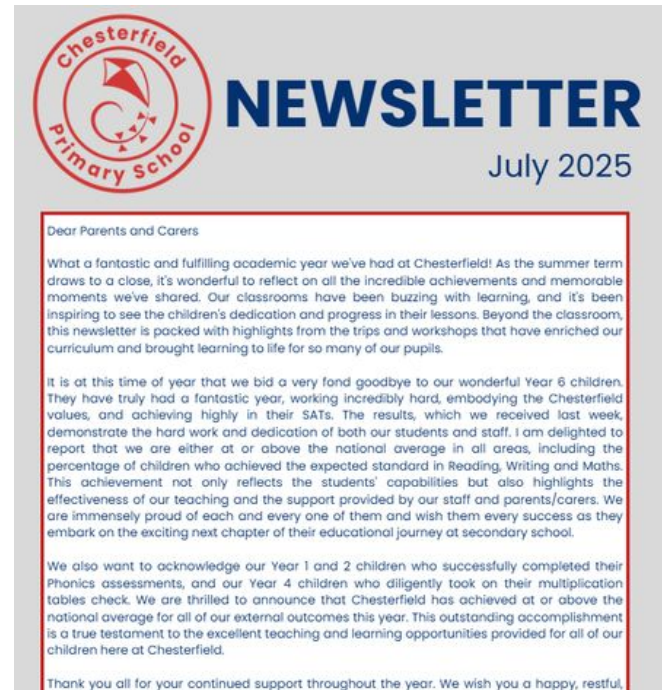 Chesterfield
Primary School
NEWSLETTER
July 2025
Dear Parents and Carers
What a fantastic and fulfilling academic year we've had at Chesterfield! As the summer term
draws to a close, it's wonderful to reflect on all the incredible achievements and memorable
moments we've shared. Our classrooms have been buzzing with learning, and it's been
inspiring to see the children's dedication and progress in their lessons. Beyond the classroom,
this newsletter is packed with highlights from the trips and workshops that have enriched our
curriculum and brought learning to life for so many of our pupils.
It is at this time of year that we bid a very fond goodbye to our wonderful Year 6 children.
They have truly had a fantastic year, working incredibly hard, embodying the Chesterfield
values, and achieving highly in their SATs. The results, which we received last week,
demonstrate the hard work and dedication of both our students and staff. I am delighted to
report that we are either at or above the national average in all areas, including the
percentage of children who achieved the expected standard in Reading, Writing and Maths.
This achievement not only reflects the students' capabilities but also highlights the
effectiveness of our teaching and the support provided by our staff and parents/carers. We
are immensely proud of each and every one of them and wish them every success as they
embark on the exciting next chapter of their educational journey at secondary school.
We also want to acknowledge our Year 1 and 2 children who successfully completed their
Phonics assessments, and our Year 4 children who diligently took on their multiplication
tables check. We are thrilled to announce that Chesterfield has achieved at or above the
national average for all of our external outcomes this year. This outstanding accomplishment
is a true testament to the excellent teaching and learning opportunities provided for all of our
children here at Chesterfield.
Thank you all for your continued support throughout the year. We wish you a happy, restful,